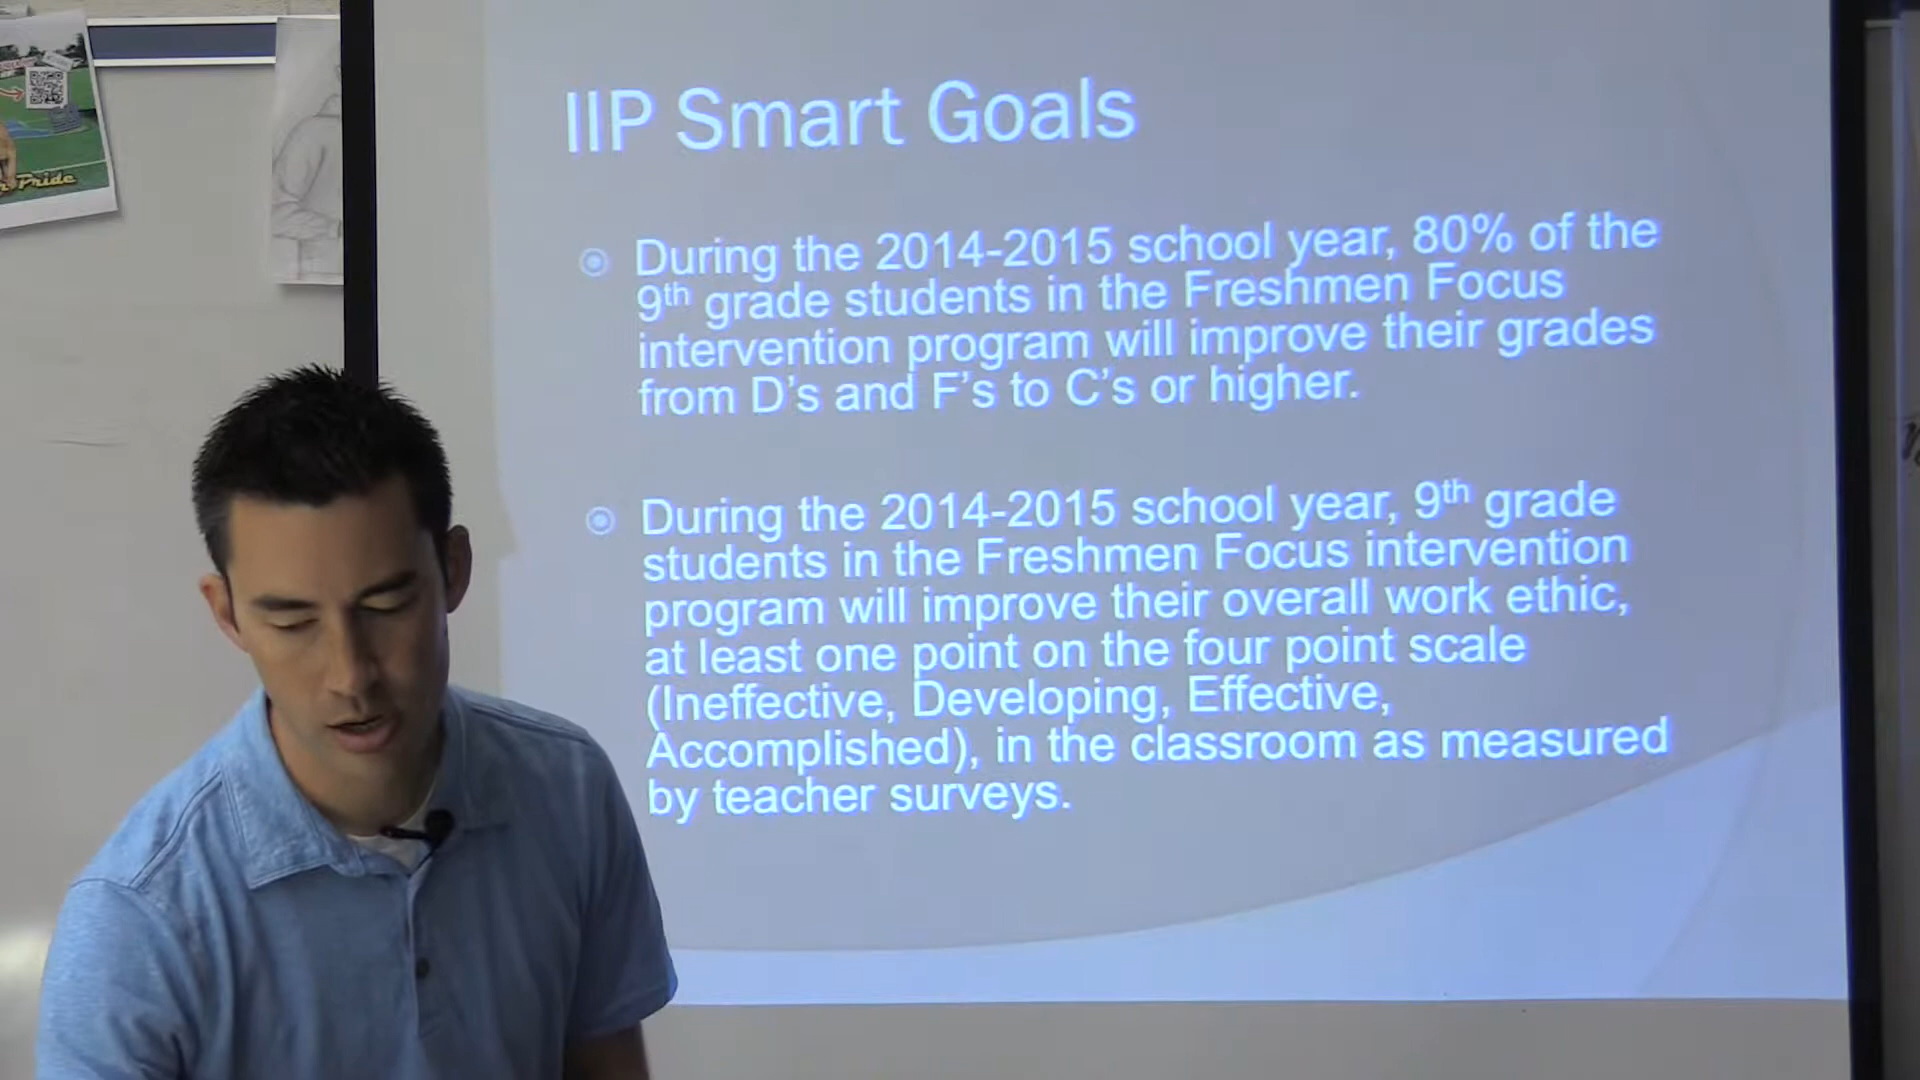 r Pride
IIP Smart Goals
During the 2014-2015 school year, 80% of the
9th grade students in the Freshmen Focus
intervention program will improve their grades
from D's and F's to C's or higher.
During the 2014-2015 school year, 9th grade
students in the Freshmen Focus intervention
program will improve their overall work ethic,
at least one point on the four point scale
(Ineffective, Developing, Effective,
Accomplished), in the classroom as measured
by teacher surveys.